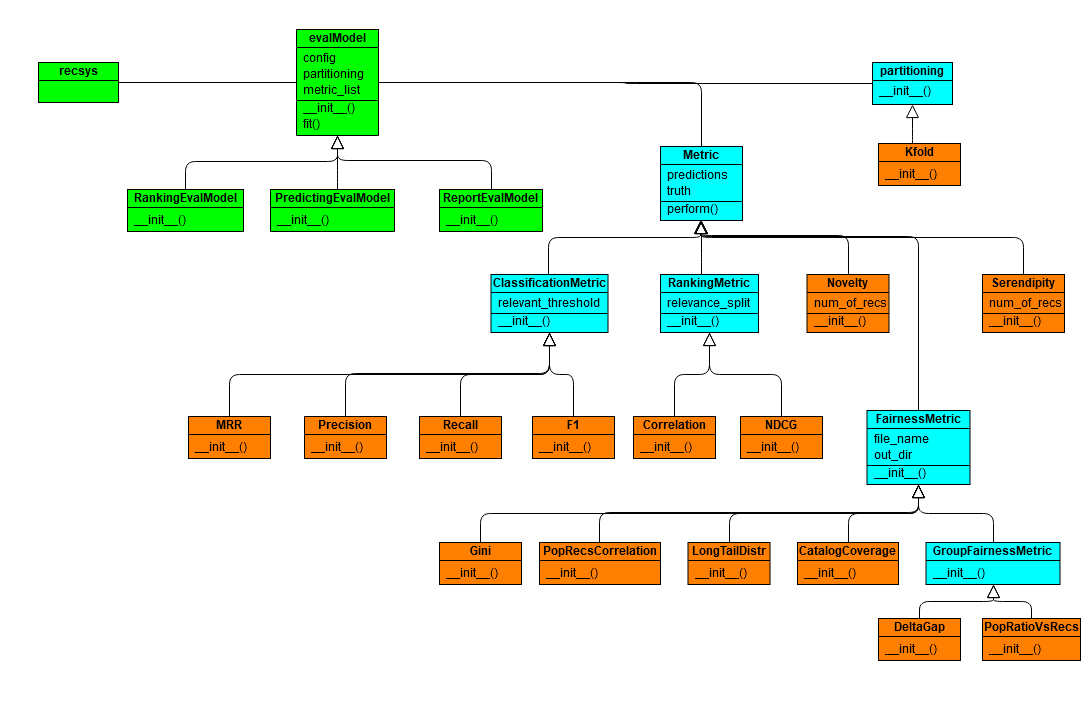 recsys
evalModel
config
partitioning
metric_list
__init__()
fit()
partitioning
__init__()
Kfold
__init__()
RankingEvalModel
__init__()
PredictingEvalModel
__init__()
ReportEvalModel
__init__()
Metric
predictions
truth
perform()
ClassificationMetric
relevant_threshold
__init__()
RankingMetric
relevance_split
__init__()
Novelty
num_of_recs
__init__()
Serendipity
num_of_recs
__init__()
MRR
__init__()
Precision
__init__()
Recall
__init__()
F1
__init__()
Correlation
__init__()
NDCG
__init__()
FairnessMetric
file_name
out_dir
__init__()
Gini
__init__()
PopRecsCorrelation
__init__()
LongTailDistr
__init__()
CatalogCoverage
__init__()
GroupFairnessMetric
__init__()
DeltaGap
__init__()
PopRatioVsRecs
__init__()